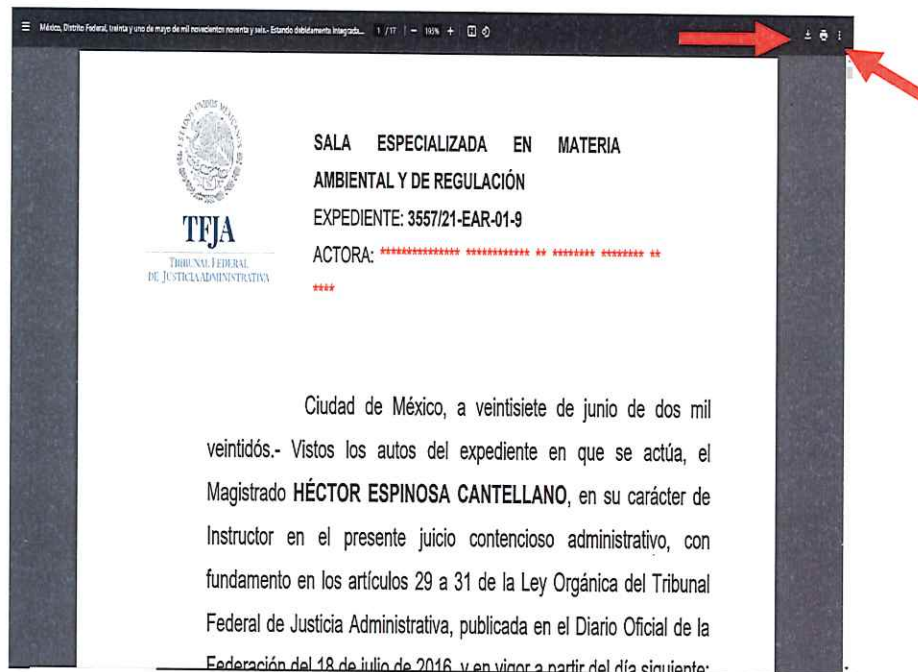 México, Distrito Federal, treinta y uno de mayo de mil novecientos noventa y seis.- Estando debidamente integrada... 1 / 17 | − 193% +
ESTADOS UNIDOS MEXICANOS
SALA ESPECIALIZADA EN MATERIA
AMBIENTAL Y DE REGULACIÓN
EXPEDIENTE: 3557/21-EAR-01-9
ACTORA: *************** ************ ** ******** ******** **
****
TFJA
TRIBUNAL FEDERAL
DE JUSTICIA ADMINISTRATIVA
Ciudad de México, a veintisiete de junio de dos mil
veintidós.- Vistos los autos del expediente en que se actúa, el
Magistrado HÉCTOR ESPINOSA CANTELLANO, en su carácter de
Instructor en el presente juicio contencioso administrativo, con
fundamento en los artículos 29 a 31 de la Ley Orgánica del Tribunal
Federal de Justicia Administrativa, publicada en el Diario Oficial de la
Federación del 18 de julio de 2016, y en vigor a partir del día siguiente;